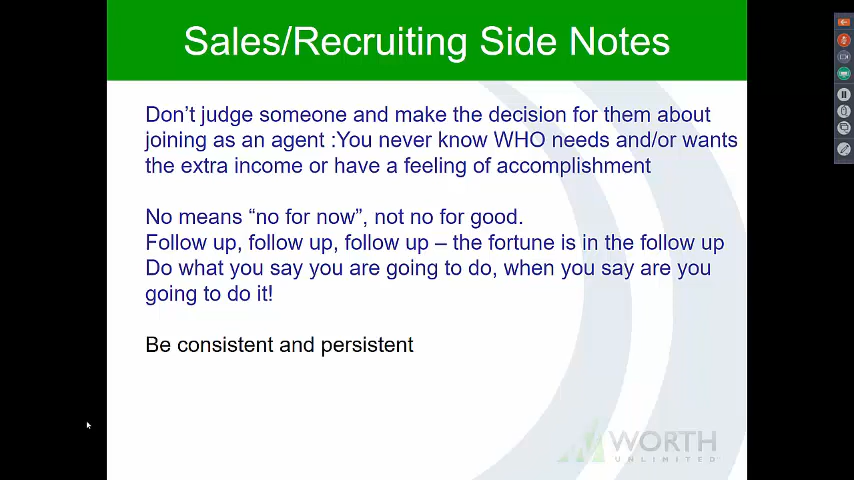 Sales/Recruiting Side Notes
Don't judge someone and make the decision for them about
joining as an agent :You never know WHO needs and/or wants
the extra income or have a feeling of accomplishment
No means “no for now”, not no for good.
Follow up, follow up, follow up – the fortune is in the follow up
Do what you say you are going to do, when you say are you
going to do it!
Be consistent and persistent
WORTH
UNLIMITED